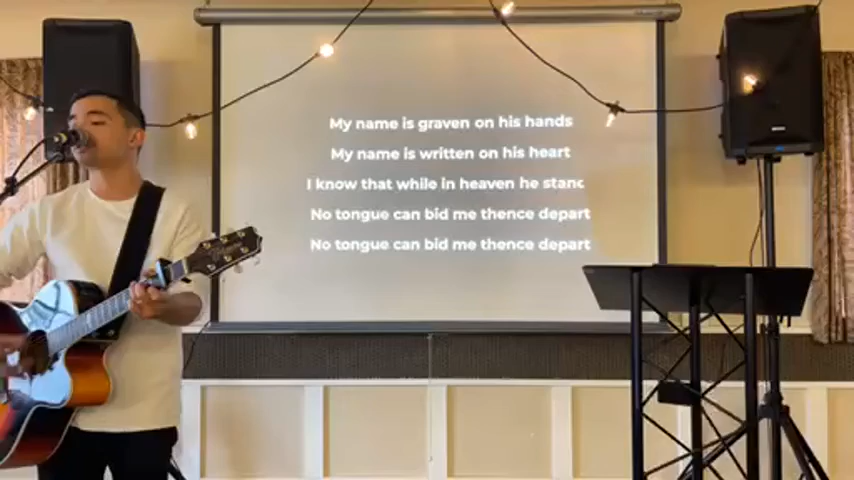 My name is graven on his hands
My name is written on his heart
I know that while in heaven he stanc
No tongue can bid me thence depart
No tongue can bid me thence depart